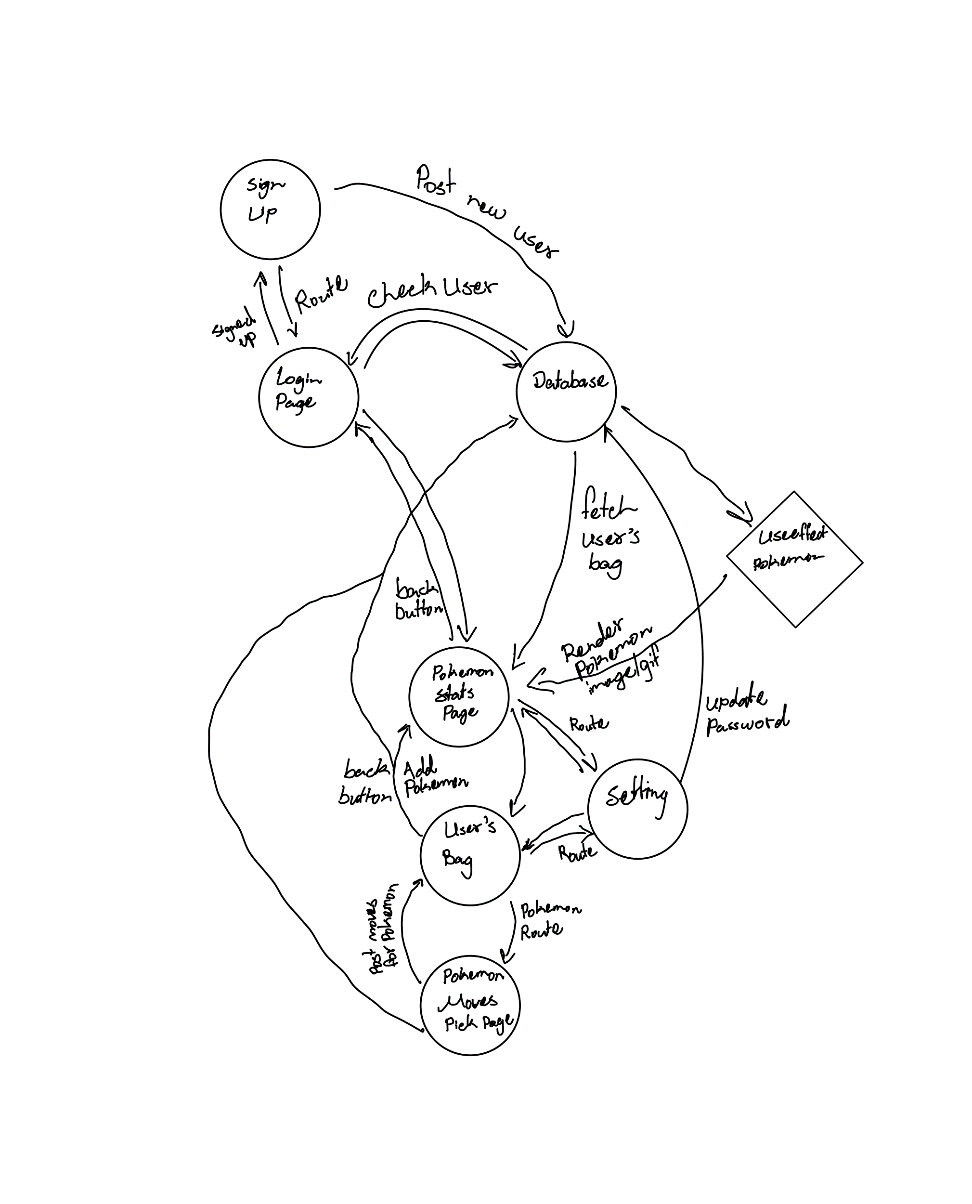 Sign
UP
Post
new
user
Route
Signed
up
check User
Login
Page
Database
fetch
user's
bag
Useeffect
Pokemon
back
button
Render
Pokemon
image/gif
Pokemon
Stats
Page
Route
update
Password
back
button
Add
Pokemon
Setting
User's
Bag
Route
Post moves
for Pokemon
Pokemon
Route
Pokemon
Moves
Pick Page